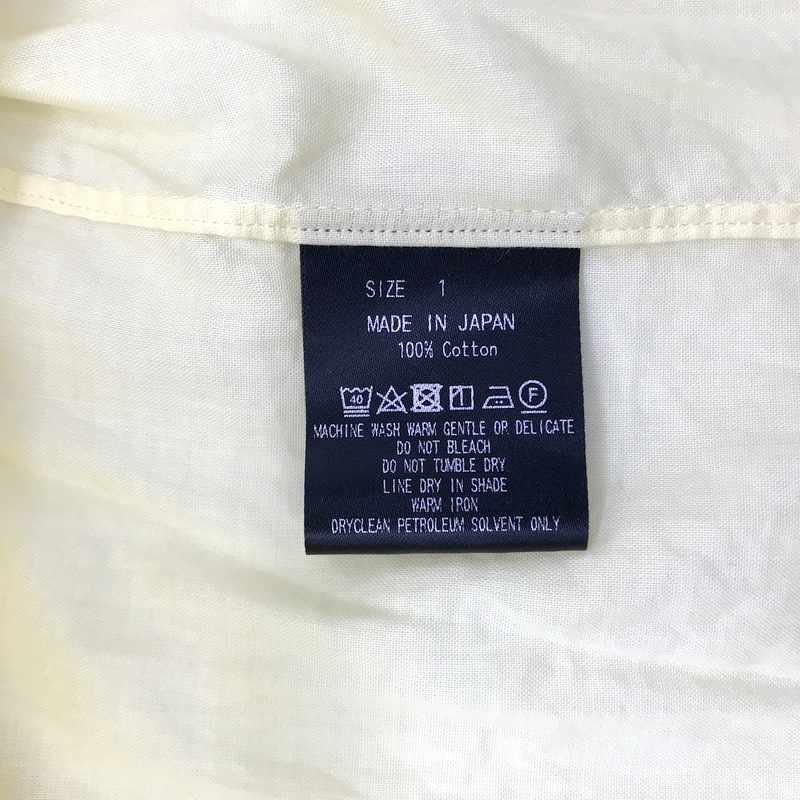 SIZE 1
MADE IN JAPAN
100% Cotton
40 F
MACHINE WASH WARM GENTLE OR DELICATE
DO NOT BLEACH
DO NOT TUMBLE DRY
LINE DRY IN SHADE
WARM IRON
DRYCLEAN PETROLEUM SOLVENT ONLY